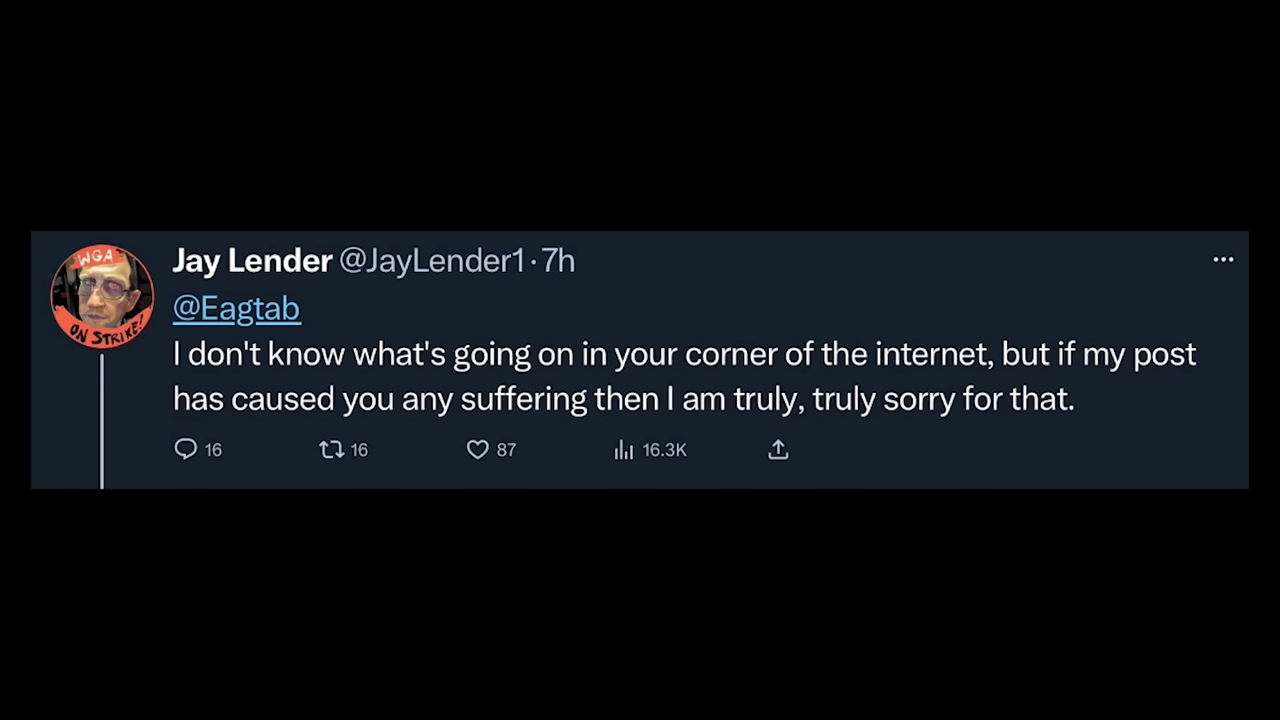 WGA
ON STRIKE!
Jay Lender @JayLender1 · 7h
@Eagtab
I don't know what's going on in your corner of the internet, but if my post
has caused you any suffering then I am truly, truly sorry for that.
16 16 87 16.3K